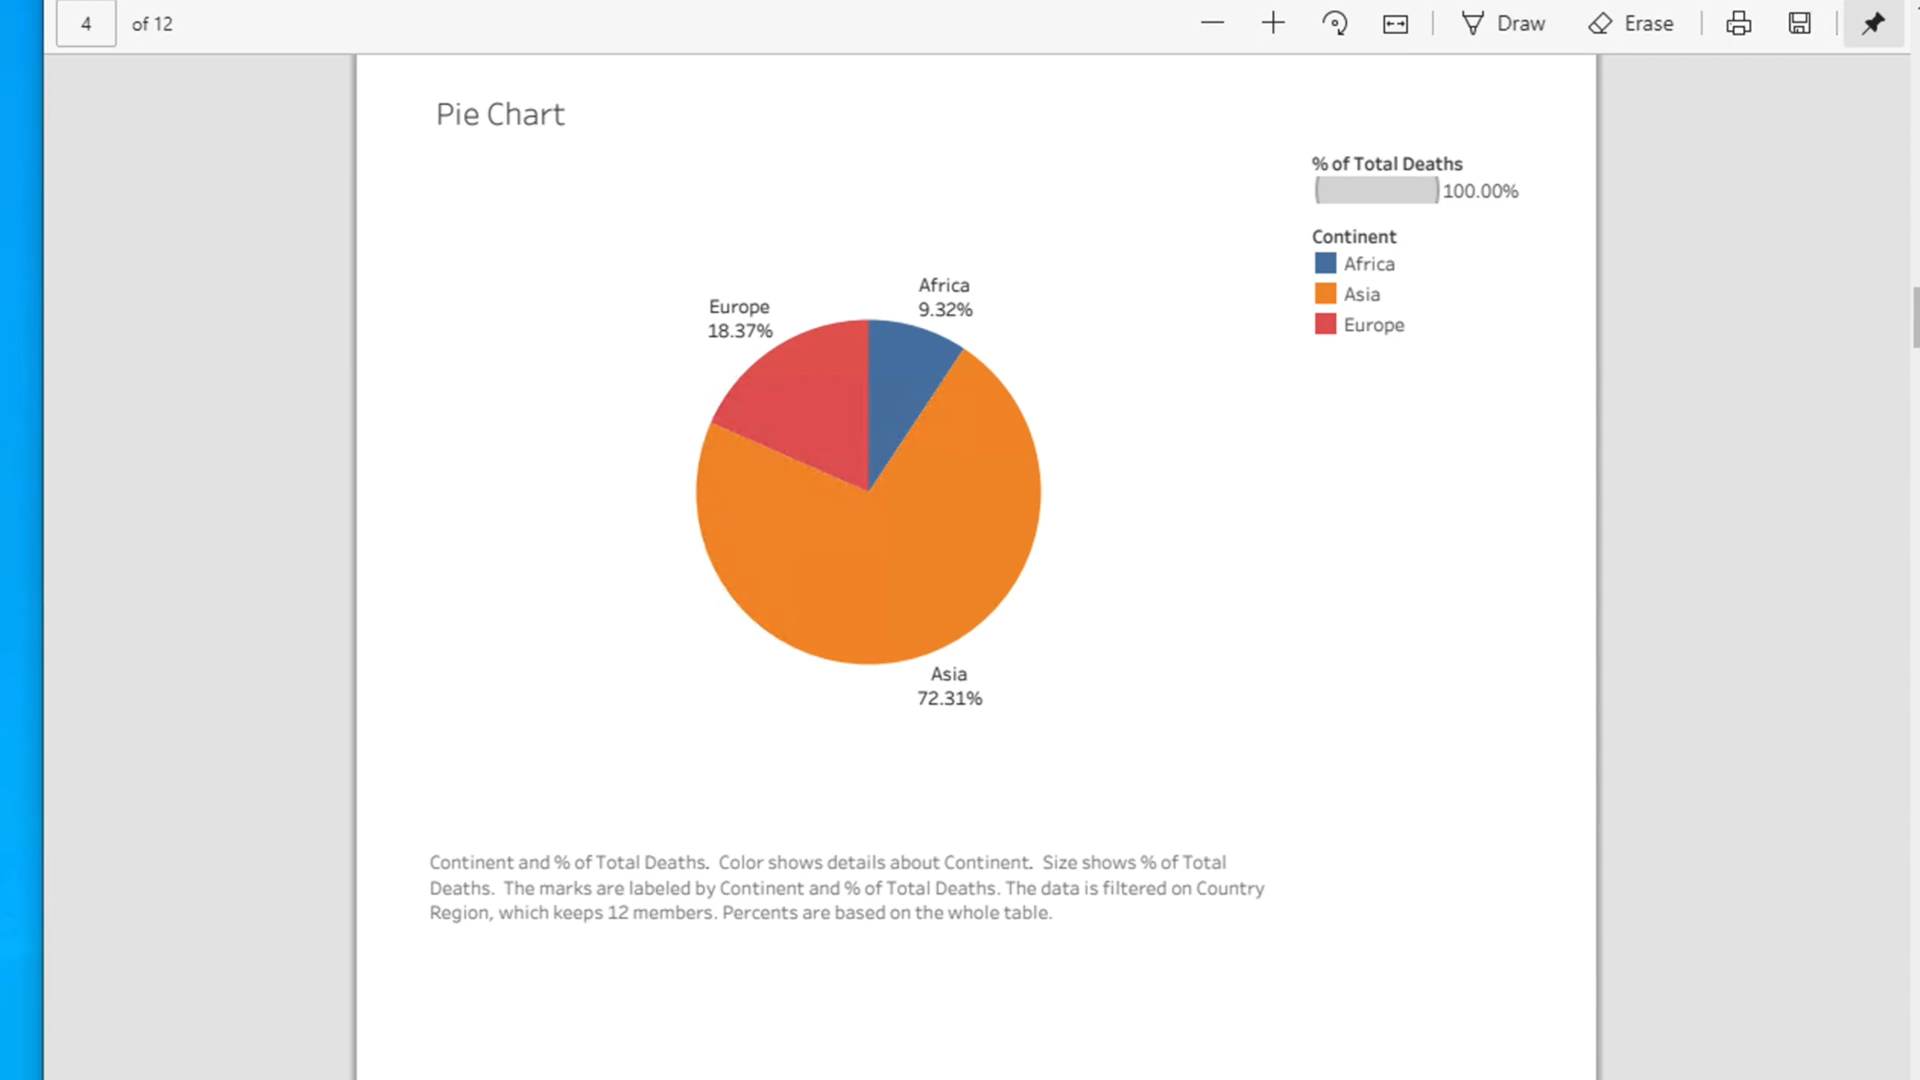 4 of 12
Draw
Erase
Pie Chart
% of Total Deaths
100.00%
Continent
Africa
Asia
Europe
Africa
9.32%
Europe
18.37%
Asia
72.31%
Continent and % of Total Deaths. Color shows details about Continent. Size shows % of Total
Deaths. The marks are labeled by Continent and % of Total Deaths. The data is filtered on Country
Region, which keeps 12 members. Percents are based on the whole table.